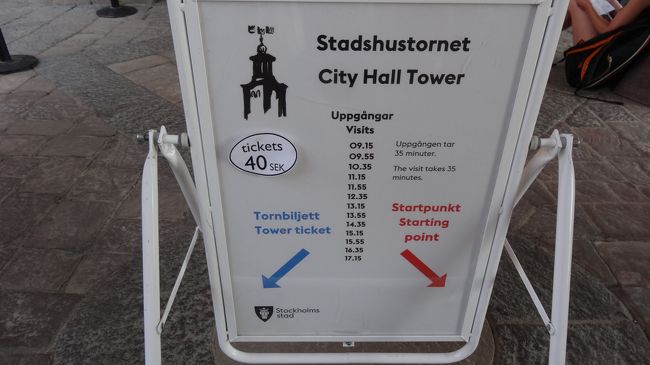 Stadshustornet
City Hall Tower
Uppgångar
Visits
09.15
09.55
10.35
11.15
11.55
12.35
13.15
13.55
14.35
15.15
15.55
16.35
17.15
Uppgången tar
35 minuter.
The visit takes 35
minutes.
tickets
40 SEK
Tornbiljett
Tower ticket
Startpunkt
Starting
point
Stockholms
stad